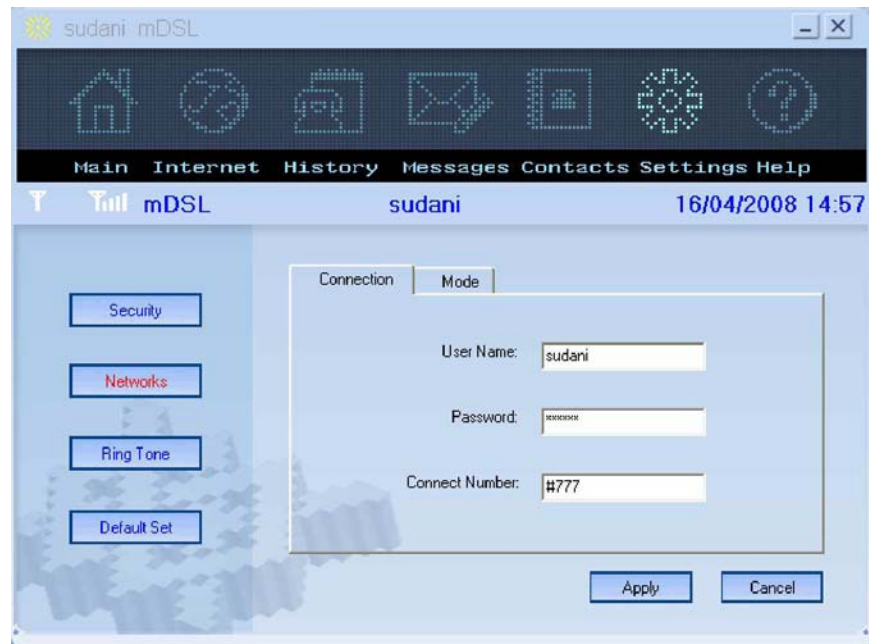 sudani mDSL
Main Internet History Messages Contacts Settings Help
mDSL sudani 16/04/2008 14:57
Connection Mode
Security
User Name: sudani
Networks
Password: xxxxxx
Ring Tone
Connect Number: #777
Default Set
Apply Cancel